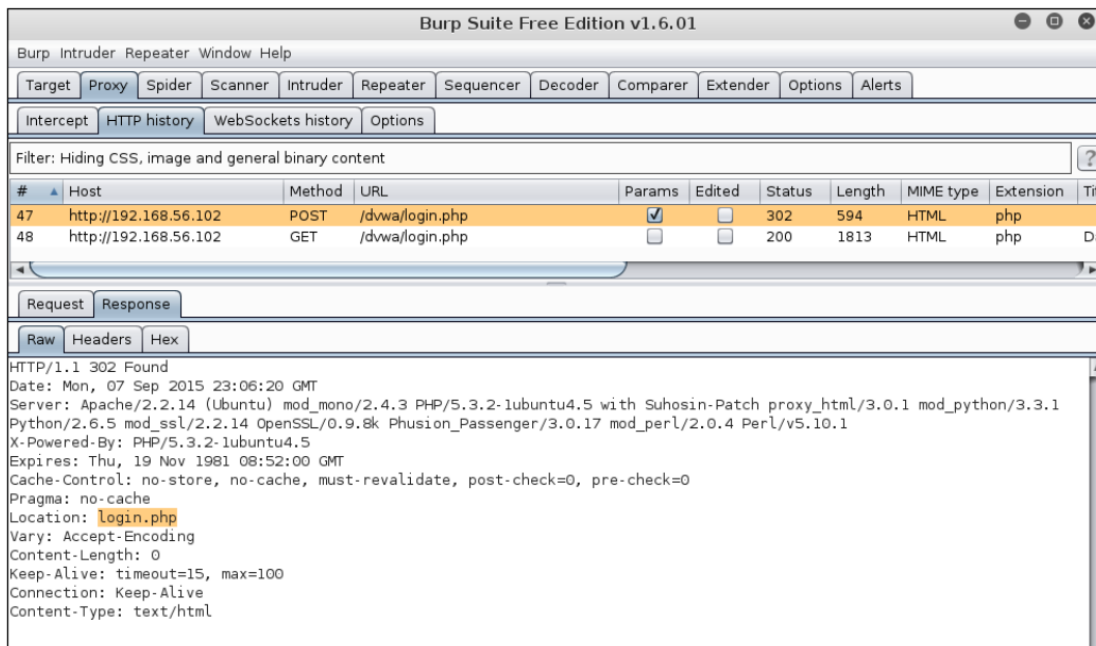 Burp Suite Free Edition v1.6.01
Burp Intruder Repeater Window Help
Target Proxy Spider Scanner Intruder Repeater Sequencer Decoder Comparer Extender Options Alerts
Intercept HTTP history WebSockets history Options
Filter: Hiding CSS, image and general binary content ?
# Host Method URL Params Edited Status Length MIME type Extension
47 http://192.168.56.102 POST /dvwa/login.php 302 594 HTML php
48 http://192.168.56.102 GET /dvwa/login.php 200 1813 HTML php
Request Response
Raw Headers Hex
HTTP/1.1 302 Found
Date: Mon, 07 Sep 2015 23:06:20 GMT
Server: Apache/2.2.14 (Ubuntu) mod_mono/2.4.3 PHP/5.3.2-1ubuntu4.5 with Suhosin-Patch proxy_html/3.0.1 mod_python/3.3.1
Python/2.6.5 mod_ssl/2.2.14 OpenSSL/0.9.8k Phusion_Passenger/3.0.17 mod_perl/2.0.4 Perl/v5.10.1
X-Powered-By: PHP/5.3.2-1ubuntu4.5
Expires: Thu, 19 Nov 1981 08:52:00 GMT
Cache-Control: no-store, no-cache, must-revalidate, post-check=0, pre-check=0
Pragma: no-cache
Location: login.php
Vary: Accept-Encoding
Content-Length: 0
Keep-Alive: timeout=15, max=100
Connection: Keep-Alive
Content-Type: text/html